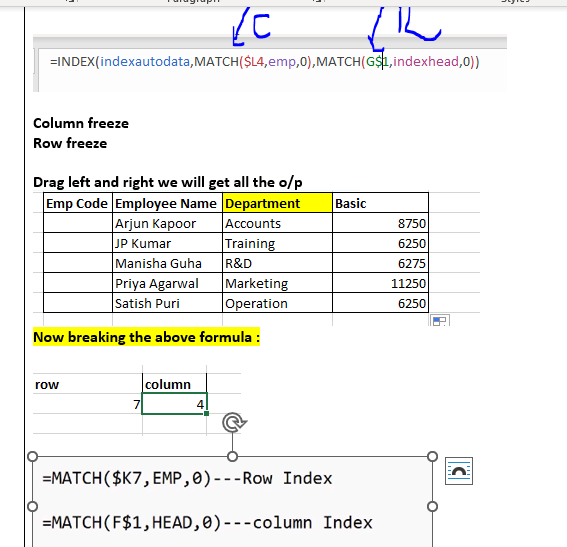 C R
=INDEX(indexautodata,MATCH($L4,emp,0),MATCH(G$1,indexhead,0))
Column freeze
Row freeze
Drag left and right we will get all the o/p
Emp Code Employee Name Department Basic
Arjun Kapoor Accounts 8750
JP Kumar Training 6250
Manisha Guha R&D 6275
Priya Agarwal Marketing 11250
Satish Puri Operation 6250
Now breaking the above formula :
row column
7 4
=MATCH($K7,EMP,0)---Row Index
=MATCH(F$1,HEAD,0)---column Index